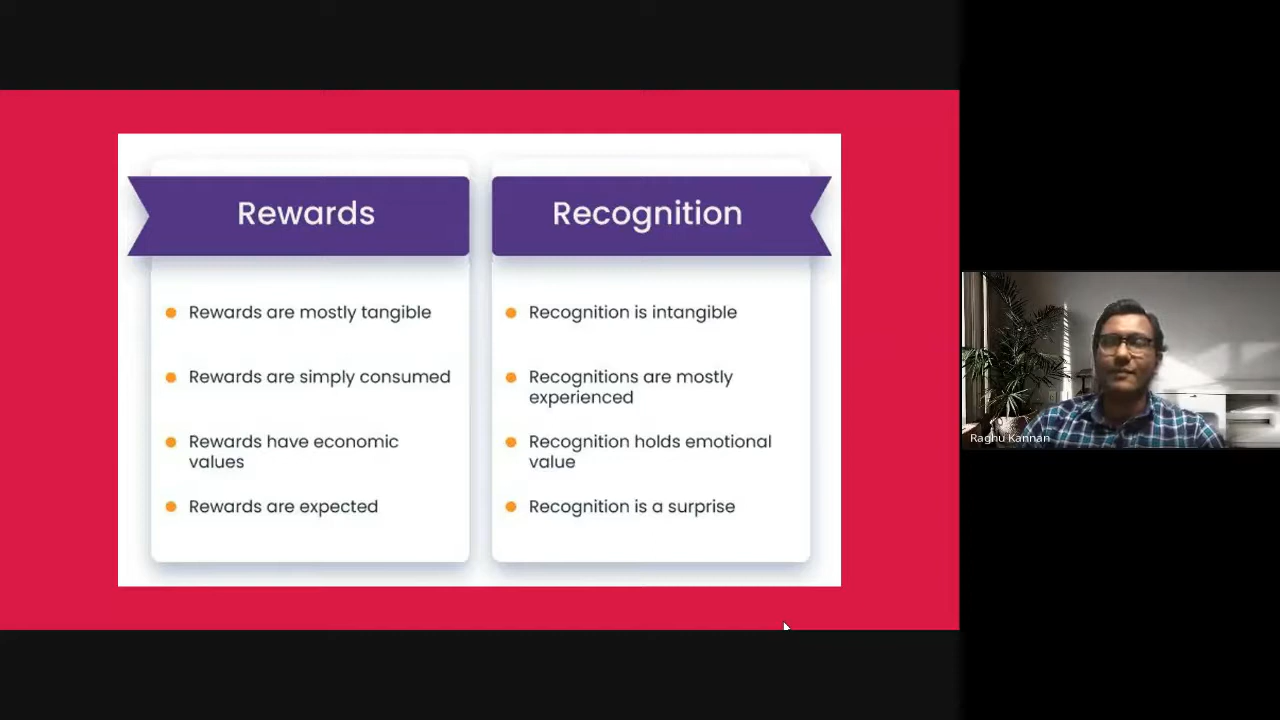 Rewards
Rewards are mostly tangible
Rewards are simply consumed
Rewards have economic
values
Rewards are expected
Recognition
Recognition is intangible
Recognitions are mostly
experienced
Recognition holds emotional
value
Recognition is a surprise
Raghu Kannan